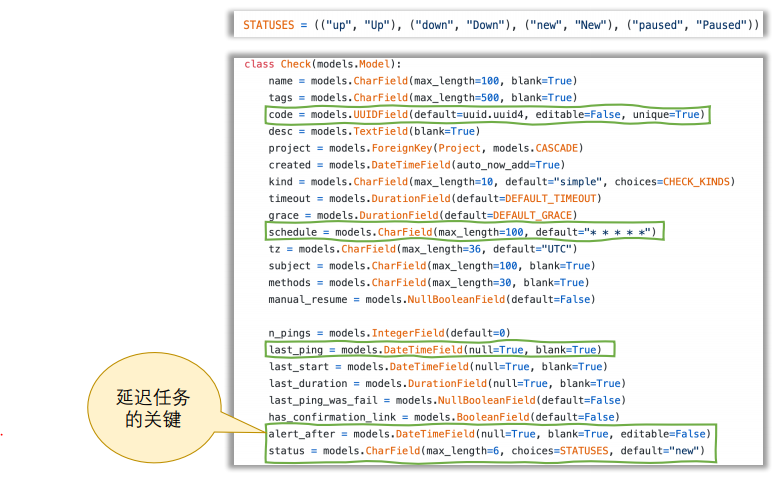 STATUSES = (("up", "Up"), ("down", "Down"), ("new", "New"), ("paused", "Paused"))
class Check(models.Model):
name = models.CharField(max_length=100, blank=True)
tags = models.CharField(max_length=500, blank=True)
code = models.UUIDField(default=uuid.uuid4, editable=False, unique=True)
desc = models.TextField(blank=True)
project = models.ForeignKey(Project, models.CASCADE)
created = models.DateTimeField(auto_now_add=True)
kind = models.CharField(max_length=10, default="simple", choices=CHECK_KINDS)
timeout = models.DurationField(default=DEFAULT_TIMEOUT)
grace = models.DurationField(default=DEFAULT_GRACE)
schedule = models.CharField(max_length=100, default="* * * * *")
tz = models.CharField(max_length=36, default="UTC")
subject = models.CharField(max_length=100, blank=True)
methods = models.CharField(max_length=30, blank=True)
manual_resume = models.NullBooleanField(default=False)
n_pings = models.IntegerField(default=0)
last_ping = models.DateTimeField(null=True, blank=True)
last_start = models.DateTimeField(null=True, blank=True)
last_duration = models.DurationField(null=True, blank=True)
last_ping_was_fail = models.NullBooleanField(default=False)
has_confirmation_link = models.BooleanField(default=False)
alert_after = models.DateTimeField(null=True, blank=True, editable=False)
status = models.CharField(max_length=6, choices=STATUSES, default="new")
延迟任务
的关键